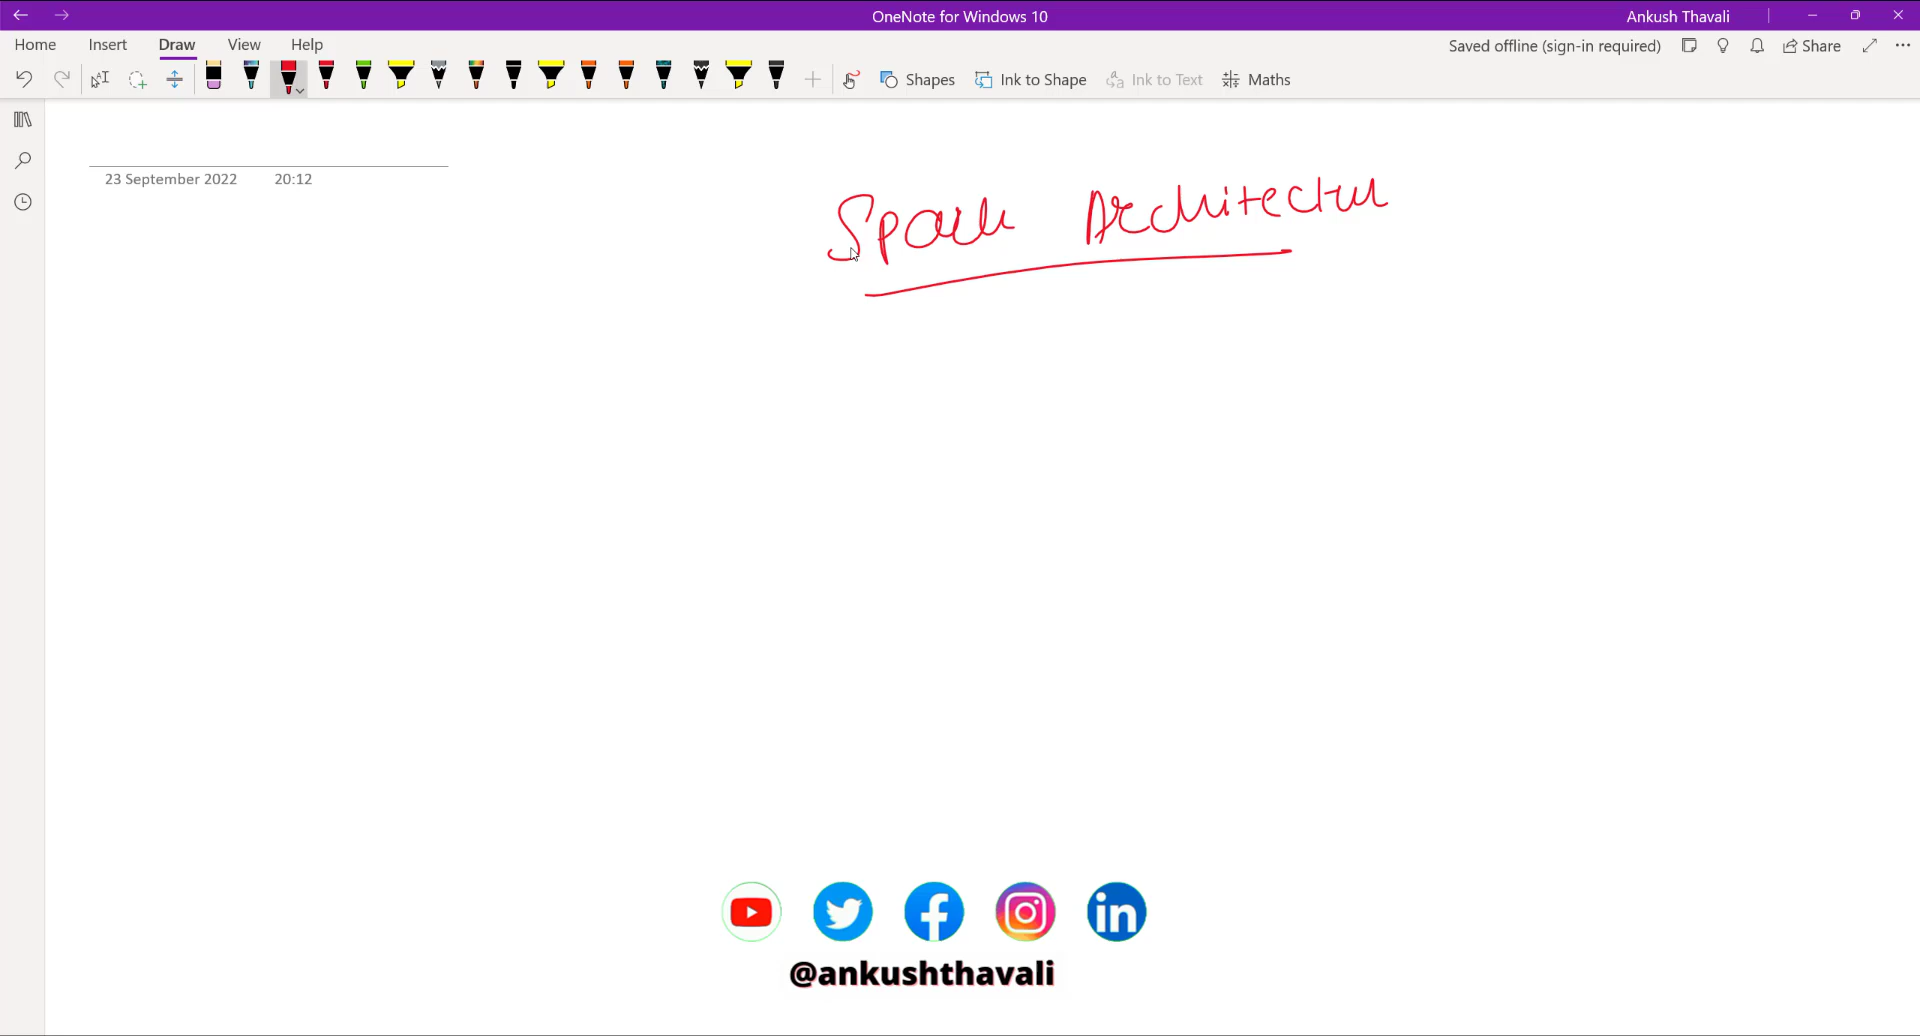 OneNote for Windows 10
Ankush Thavali
Home Insert Draw View Help
Saved offline (sign-in required) Share
Shapes Ink to Shape Ink to Text Maths
23 September 2022 20:12
Spark Architectur
@ankushthavali